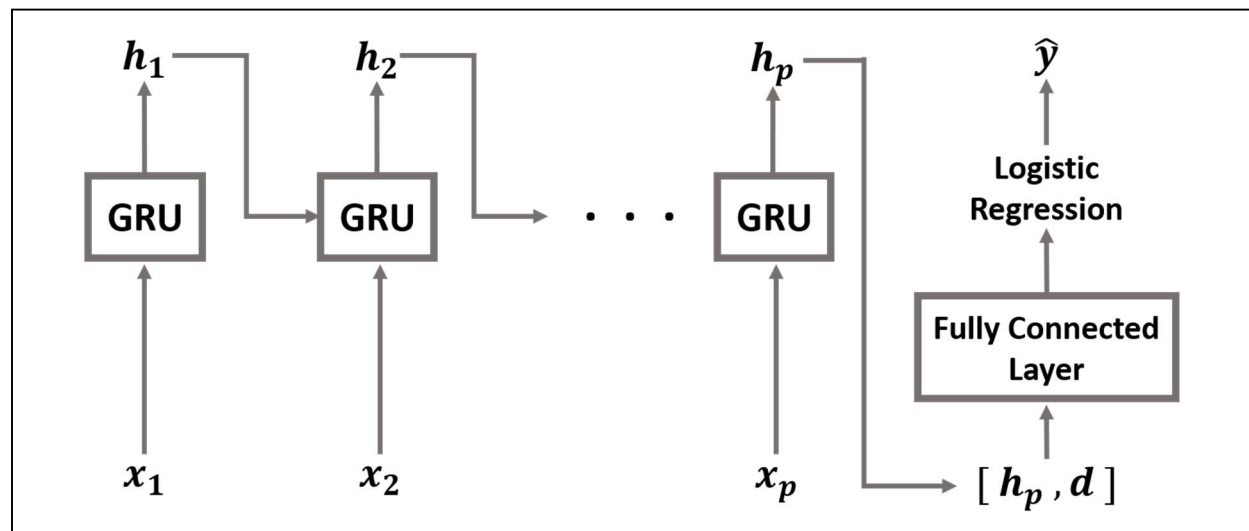 h₁
h₂
hₚ
ŷ
GRU
GRU
. . .
GRU
Logistic
Regression
Fully Connected
Layer
x₁
x₂
xₚ
[ hₚ , d ]